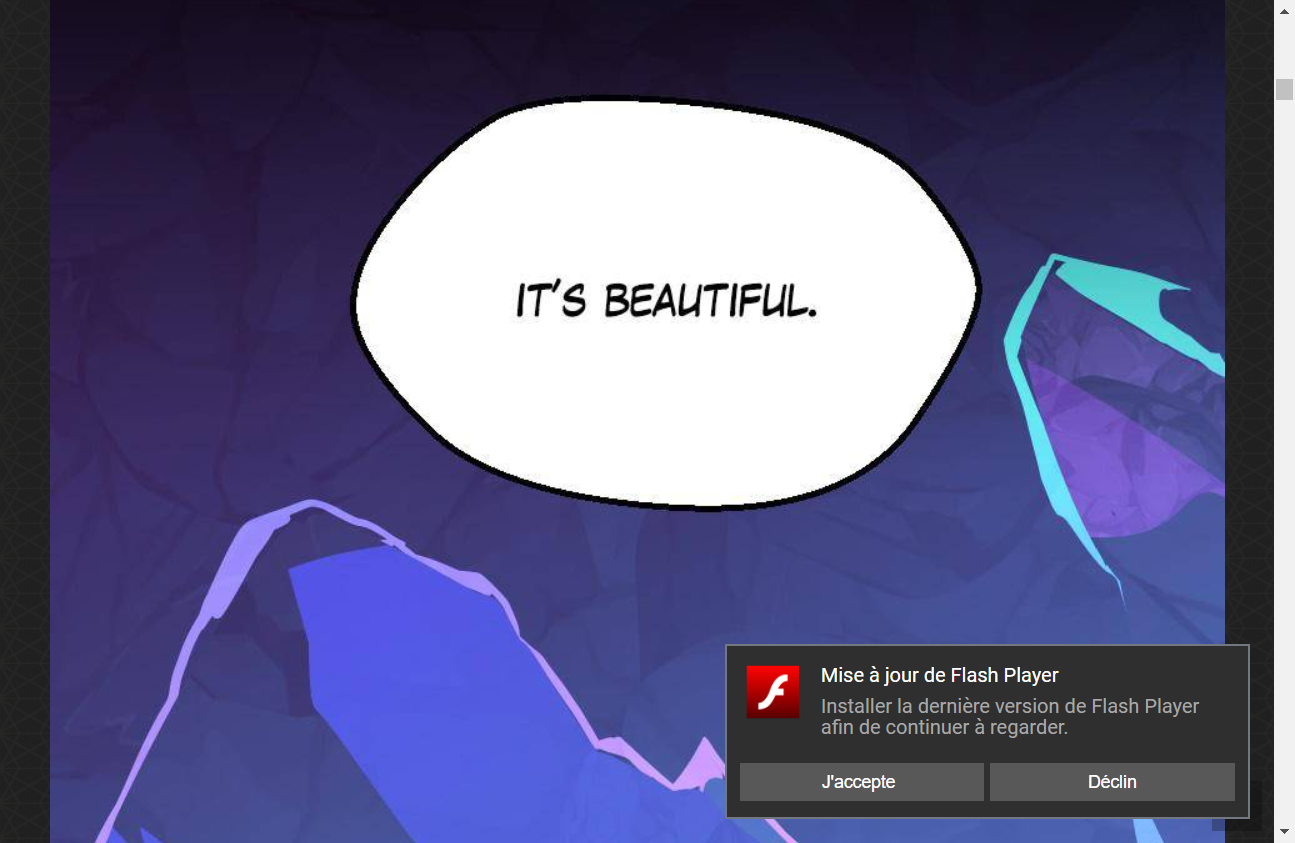 IT'S BEAUTIFUL.
Mise à jour de Flash Player
Installer la dernière version de Flash Player
afin de continuer à regarder.
J'accepte
Déclin